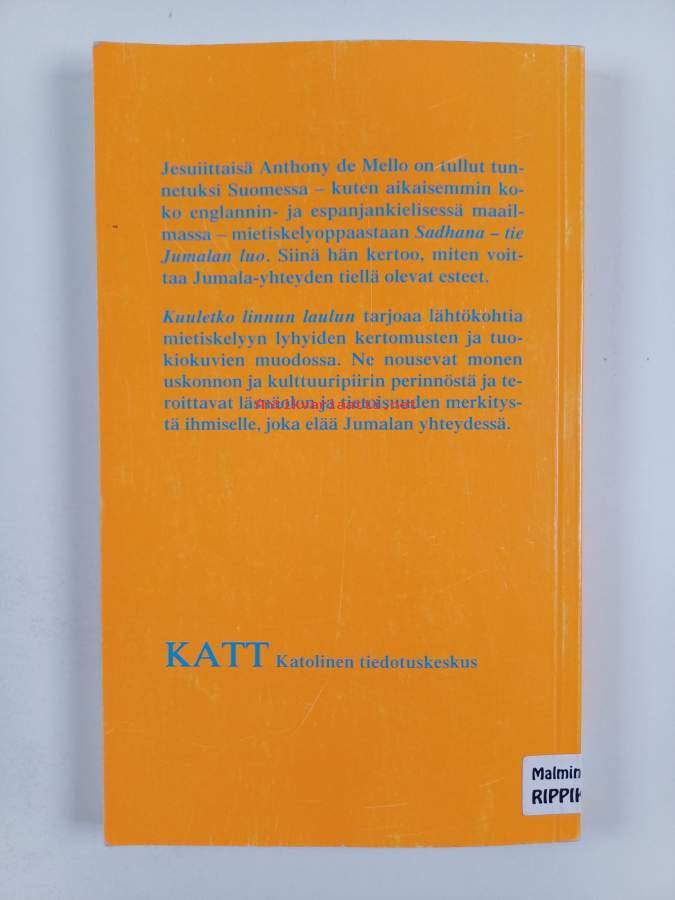 Jesuiittaisä Anthony de Mello on tullut tun-
netuksi Suomessa – kuten aikaisemmin ko-
ko englannin- ja espanjankielisessä maail-
massa – mietiskelyoppaastaan Sadhana – tie
Jumalan luo. Siinä hän kertoo, miten voit-
taa Jumala-yhteyden tiellä olevat esteet.
Kuuletko linnun laulun tarjoaa lähtökohtia
mietiskelyyn lyhyiden kertomusten ja tuo-
kiokuvien muodossa. Ne nousevat monen
uskonnon ja kulttuuripiirin perinnöstä ja te-
roittavat läsnäolon ja tietoisuuden merkitys-
tä ihmiselle, joka elää Jumalan yhteydessä.
Antikvariaatti.net
KATT Katolinen tiedotuskeskus
Malmin
RIPPIK